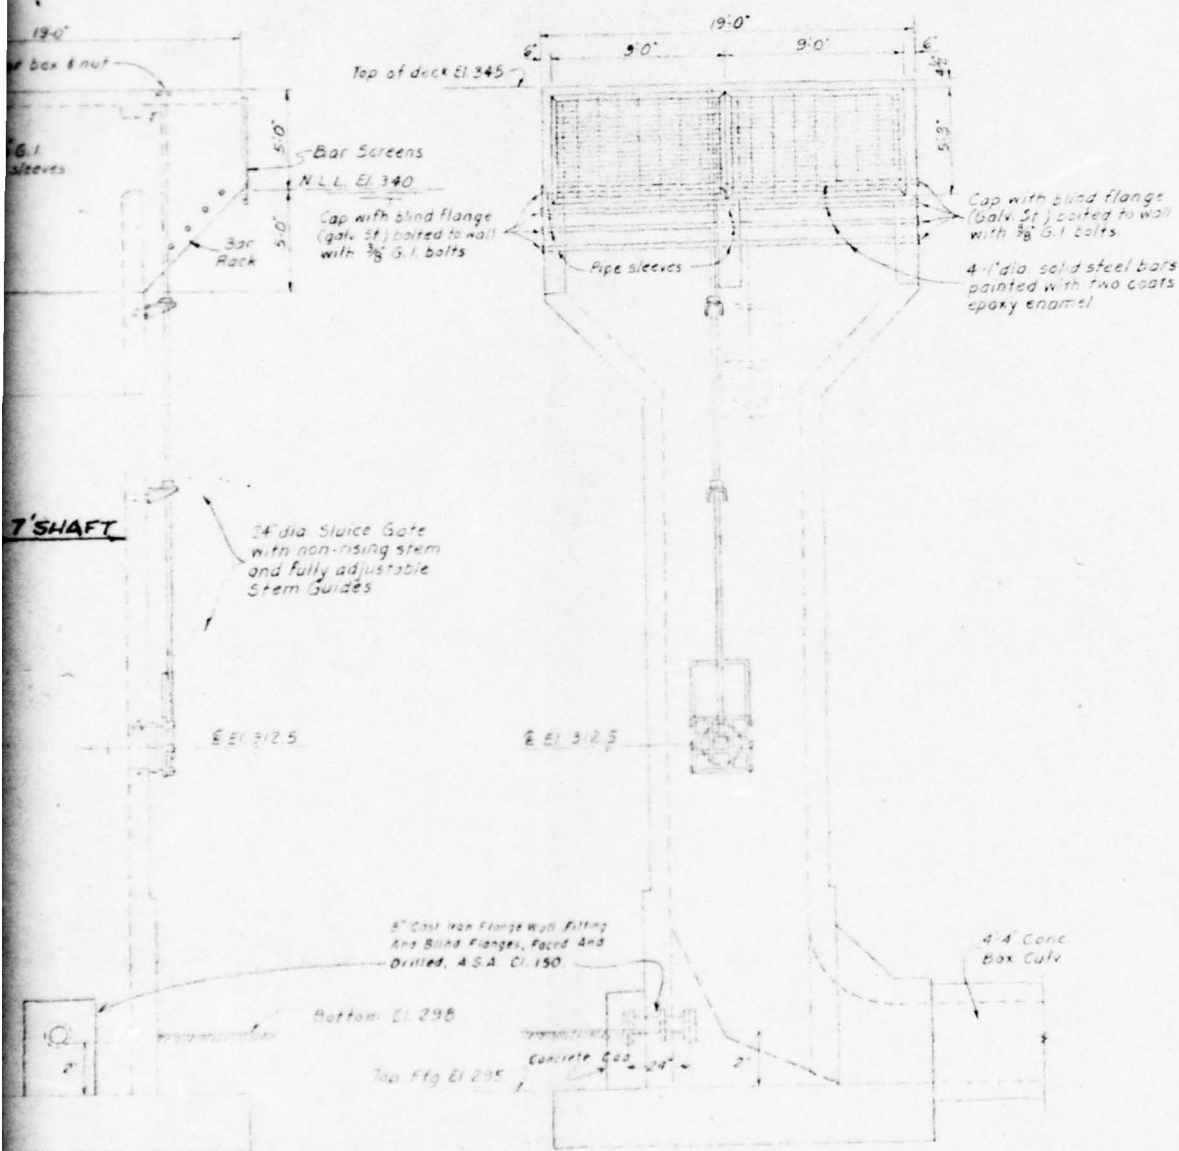 19'-0"
box & nut
G.I.
sleeves
5'-0"
5'-0"
Bar Screens
N.L.L. El. 340
Bar
Rack
Cap with blind flange
(galv. St.) bolted to wall
with 3/8" G.I. bolts
7' SHAFT
24" dia. Sluice Gate
with non-rising stem
and fully adjustable
Stem Guides
℄ El. 312.5
2'
19'-0"
6"
9'-0"
9'-0"
6"
Top of deck El. 345
5'-3"
Pipe sleeves
Cap with blind flange
(Galv. St.) bolted to wall
with 3/8" G.I. bolts.
4-1" dia. solid steel bars
painted with two coats
epoxy enamel
℄ El. 312.5
8" Cast Iron Flange Wall Fitting
And Blind Flanges, Faced And
Drilled, A.S.A. Cl. 150
Bottom El. 298
Concrete
24"
2'
Top Ftg El 295
4'-4' Conc.
Box Culv